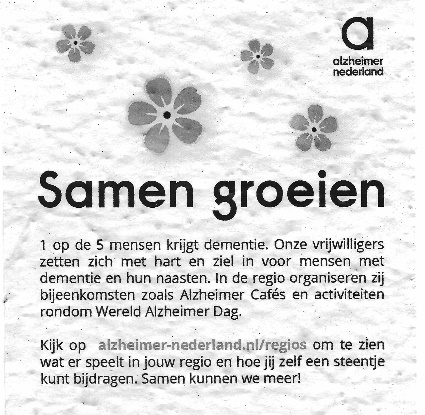 a
alzheimer
nederland
Samen groeien
1 op de 5 mensen krijgt dementie. Onze vrijwilligers
zetten zich met hart en ziel in voor mensen met
dementie en hun naasten. In de regio organiseren zij
bijeenkomsten zoals Alzheimer Cafés en activiteiten
rondom Wereld Alzheimer Dag.
Kijk op alzheimer-nederland.nl/regios om te zien
wat er speelt in jouw regio en hoe jij zelf een steentje
kunt bijdragen. Samen kunnen we meer!